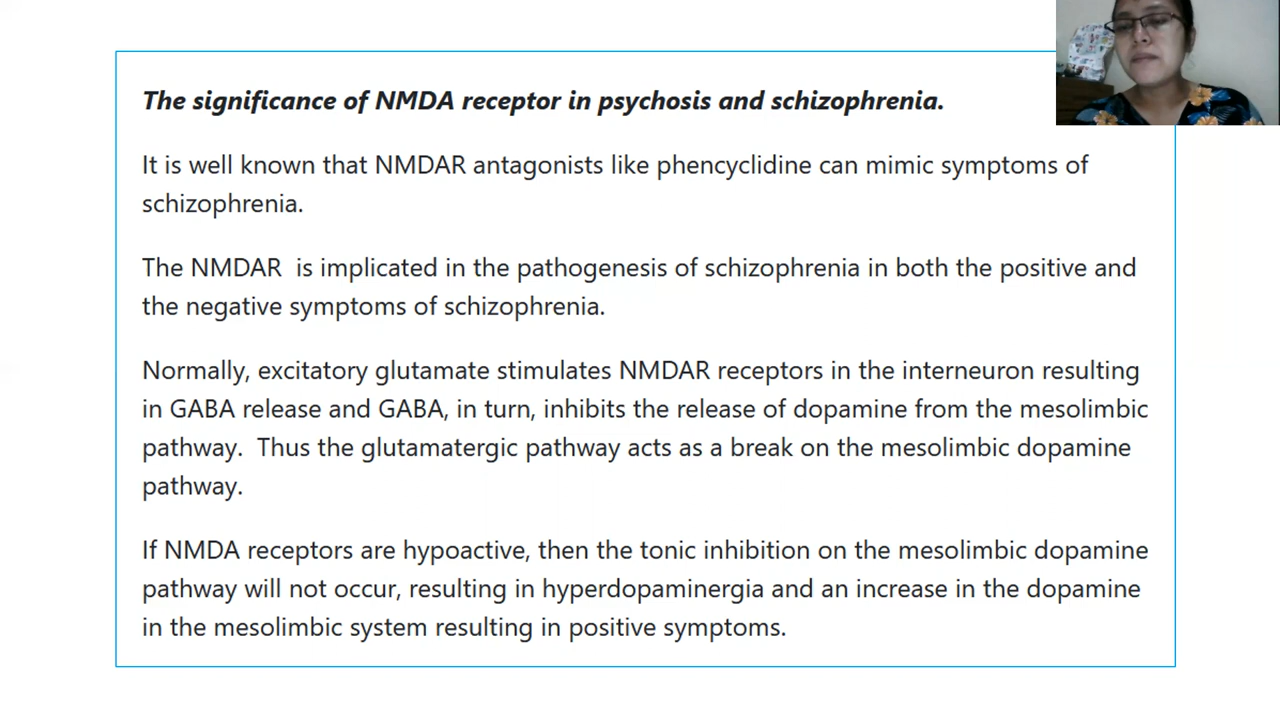 The significance of NMDA receptor in psychosis and schizophrenia.
It is well known that NMDAR antagonists like phencyclidine can mimic symptoms of
schizophrenia.
The NMDAR  is implicated in the pathogenesis of schizophrenia in both the positive and
the negative symptoms of schizophrenia.
Normally, excitatory glutamate stimulates NMDAR receptors in the interneuron resulting
in GABA release and GABA, in turn, inhibits the release of dopamine from the mesolimbic
pathway.  Thus the glutamatergic pathway acts as a break on the mesolimbic dopamine
pathway.
If NMDA receptors are hypoactive, then the tonic inhibition on the mesolimbic dopamine
pathway will not occur, resulting in hyperdopaminergia and an increase in the dopamine
in the mesolimbic system resulting in positive symptoms.